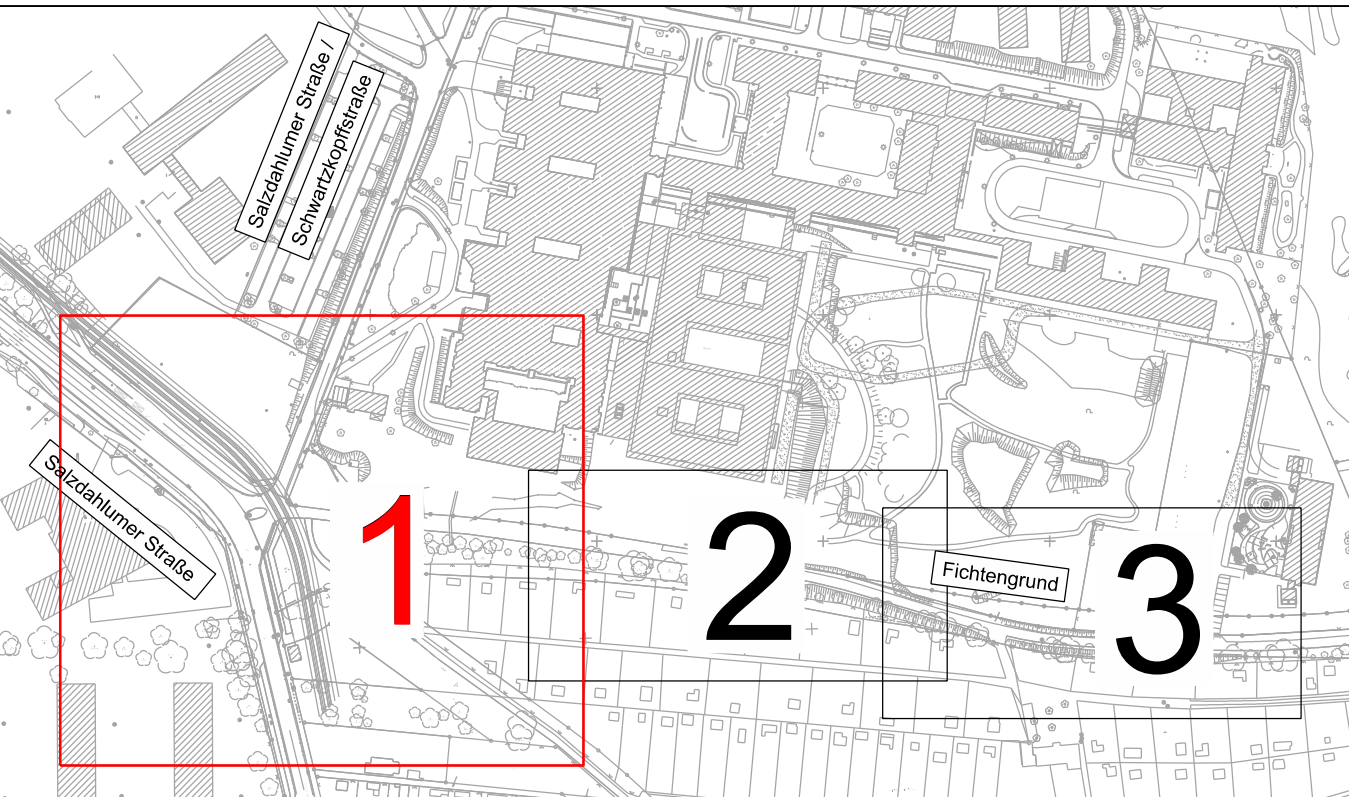 Salzdahlumer Straße /
Schwartzkopffstraße
Salzdahlumer Straße
1
2
Fichtengrund
3